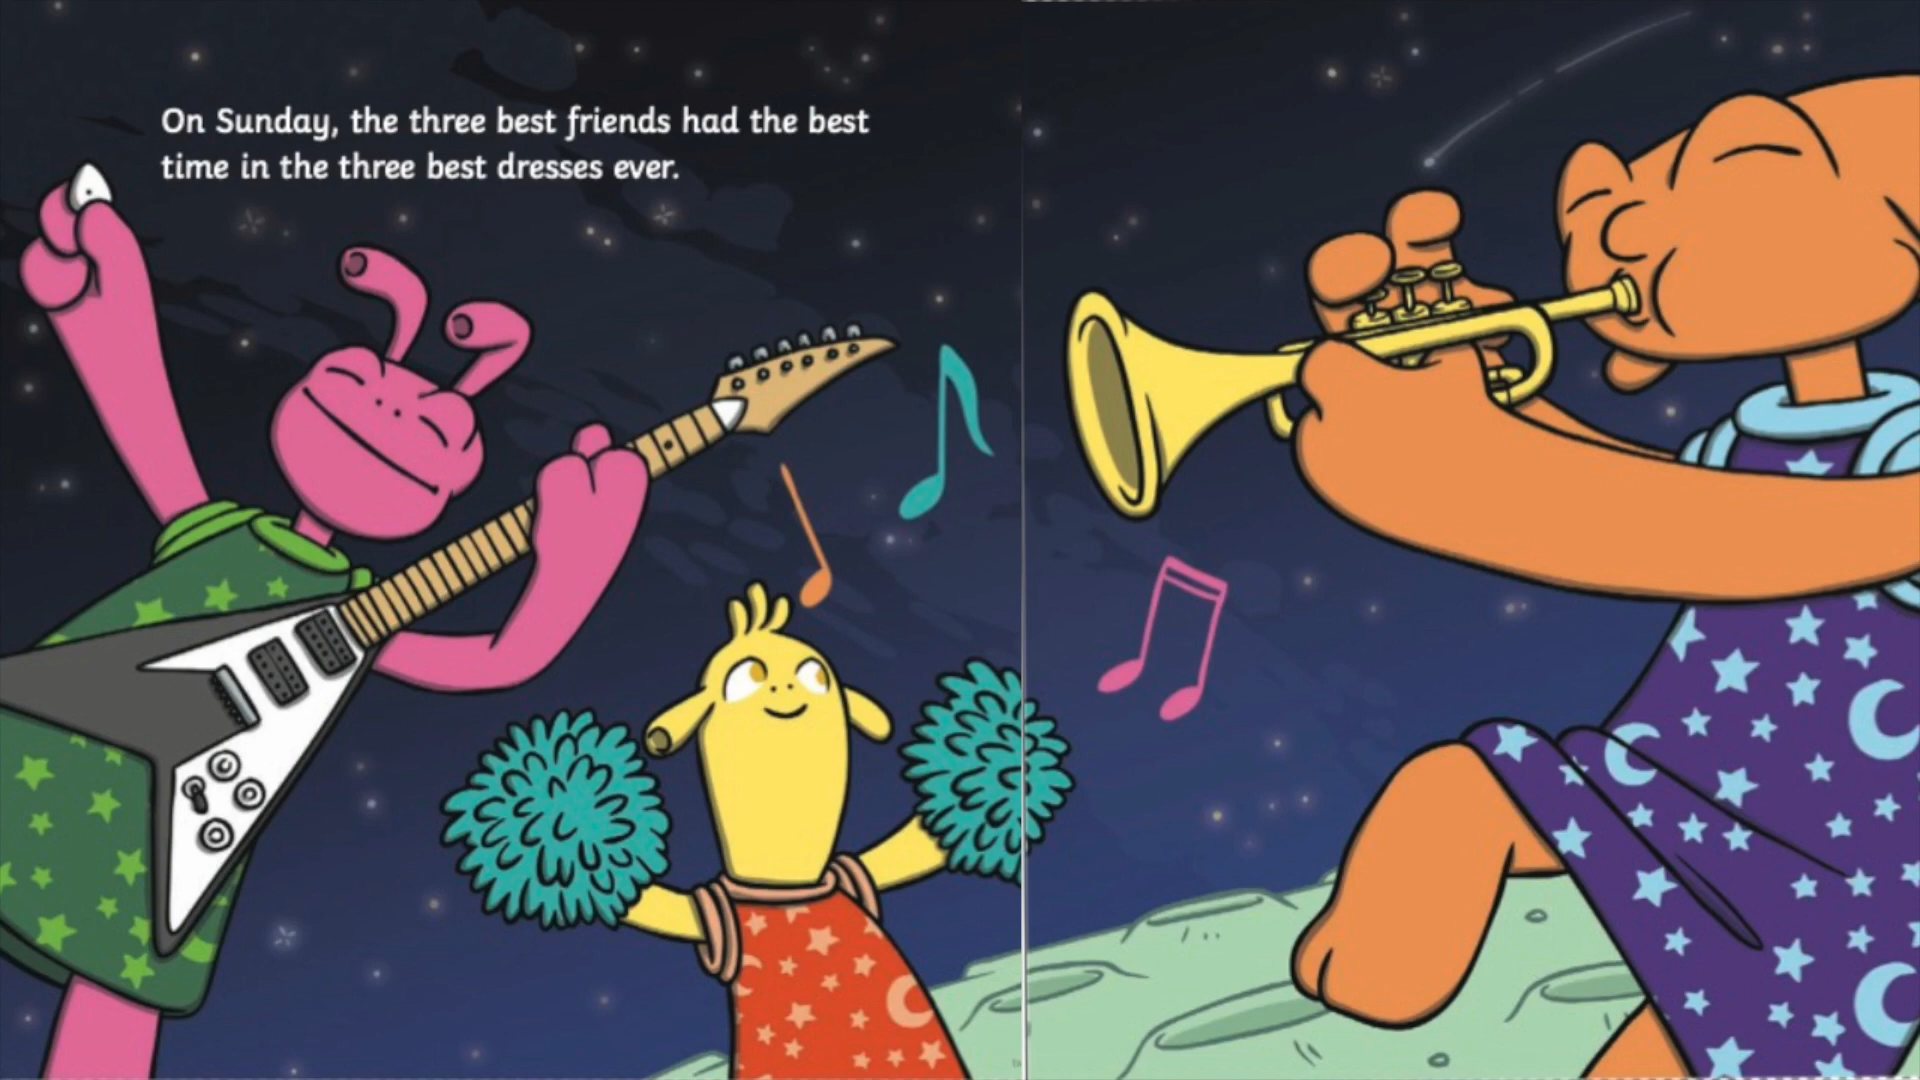 On Sunday, the three best friends had the best
time in the three best dresses ever.